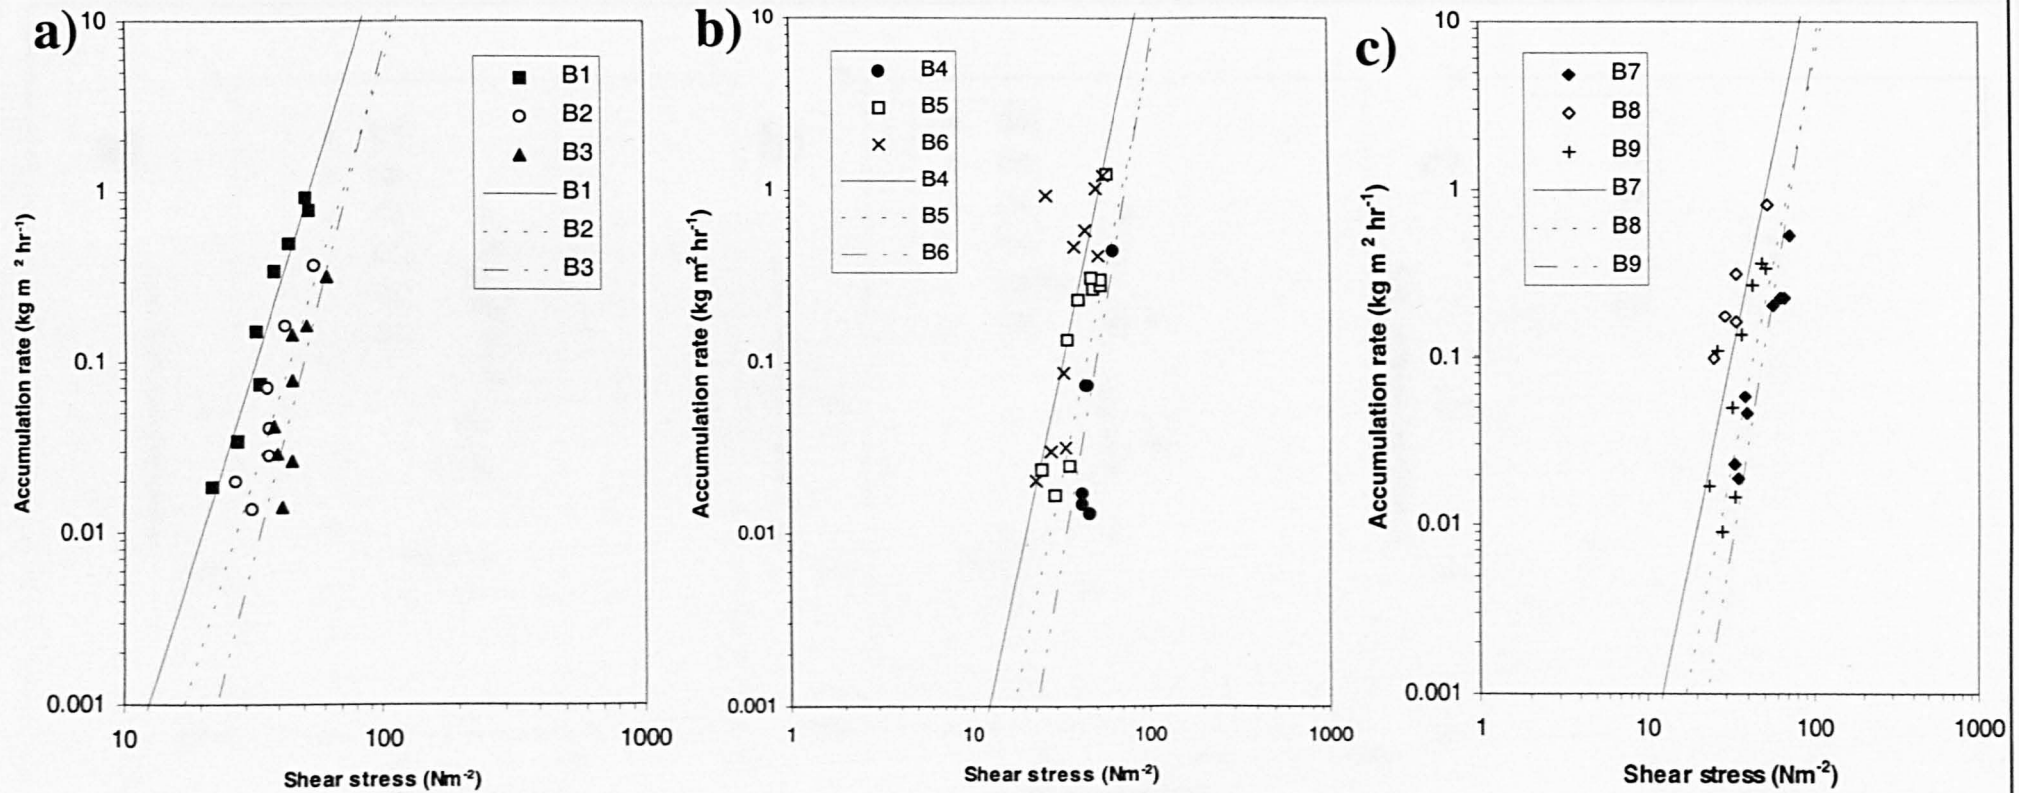 a)
10
1
0.1
0.01
0.001
10
100
1000
Accumulation rate (kg m 2 hr-1)
Shear stress (Nm-2)
B1
B2
B3
B1
B2
B3
b)
10
1
0.1
0.01
0.001
1
10
100
1000
Accumulation rate (kg m2 hr-1)
Shear stress (Nm-2)
B4
B5
B6
B4
B5
B6
c)
10
1
0.1
0.01
0.001
1
10
100
1000
Accumulation rate (kg m 2 hr-1)
Shear stress (Nm-2)
B7
B8
B9
B7
B8
B9